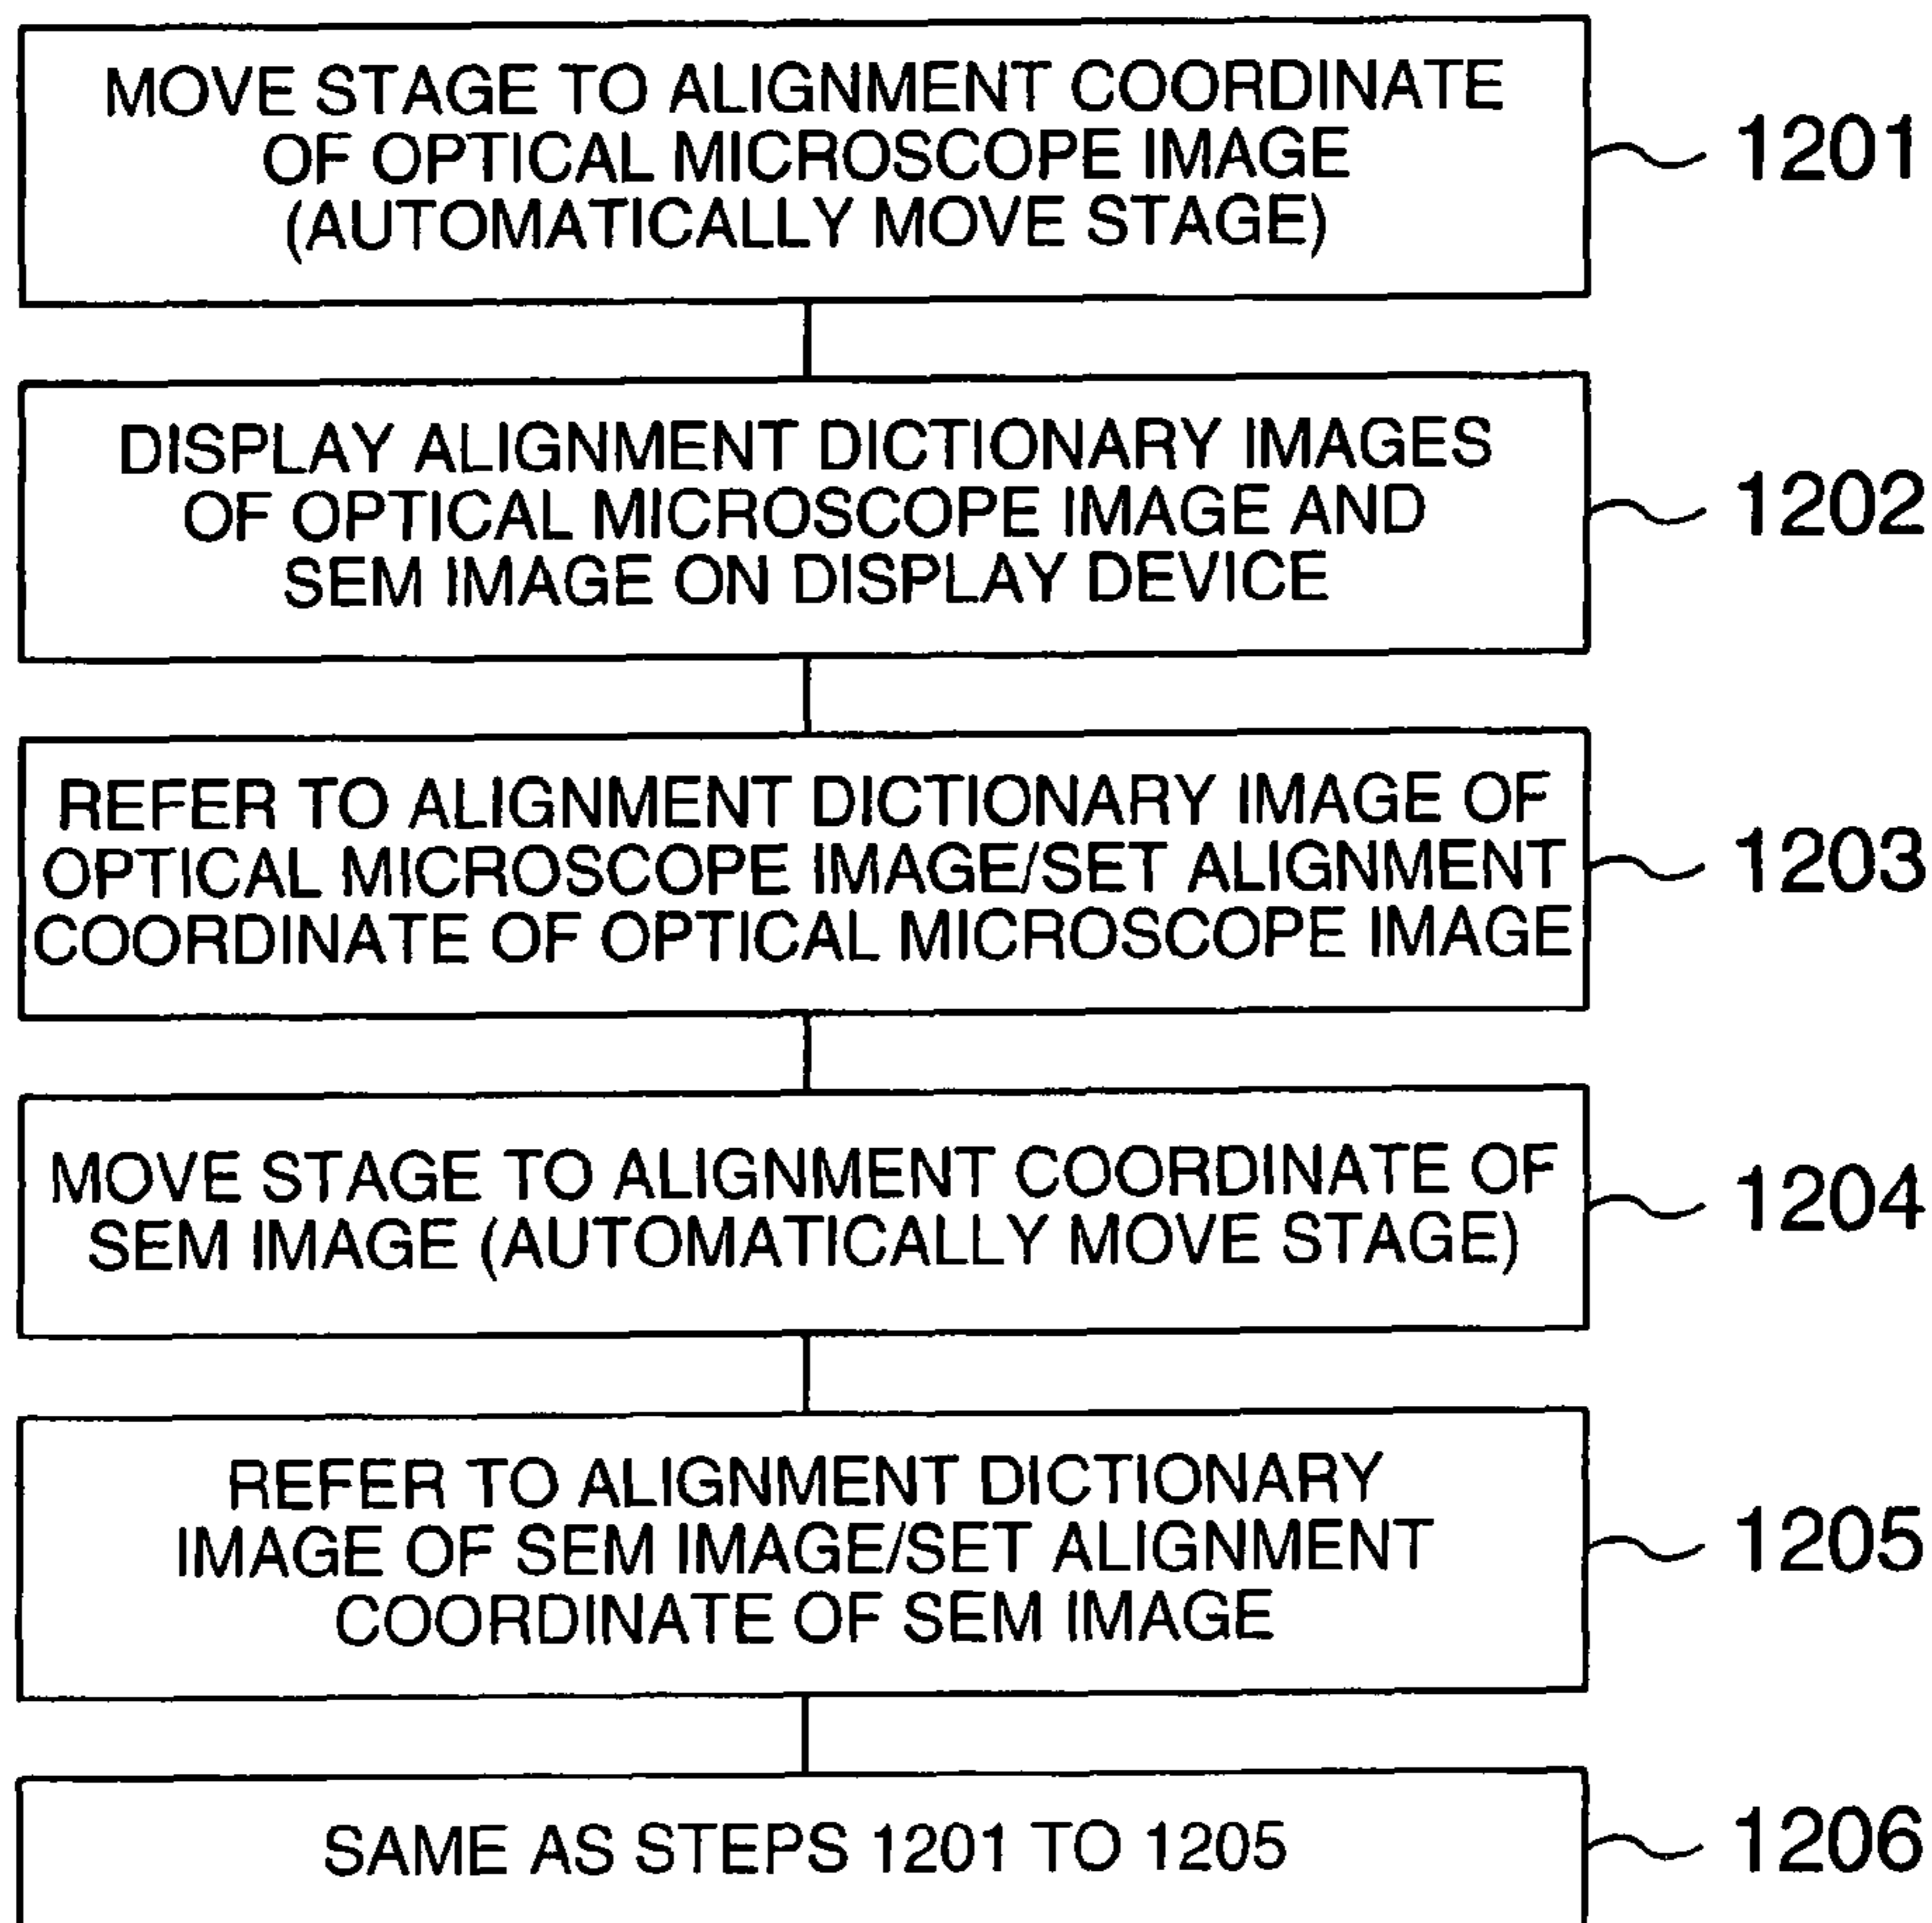 MOVE STAGE TO ALIGNMENT COORDINATE
OF OPTICAL MICROSCOPE IMAGE
(AUTOMATICALLY MOVE STAGE)
1201
DISPLAY ALIGNMENT DICTIONARY IMAGES
OF OPTICAL MICROSCOPE IMAGE AND
SEM IMAGE ON DISPLAY DEVICE
1202
REFER TO ALIGNMENT DICTIONARY IMAGE OF
OPTICAL MICROSCOPE IMAGE/SET ALIGNMENT
COORDINATE OF OPTICAL MICROSCOPE IMAGE
1203
MOVE STAGE TO ALIGNMENT COORDINATE OF
SEM IMAGE (AUTOMATICALLY MOVE STAGE)
1204
REFER TO ALIGNMENT DICTIONARY
IMAGE OF SEM IMAGE/SET ALIGNMENT
COORDINATE OF SEM IMAGE
1205
SAME AS STEPS 1201 TO 1205
1206